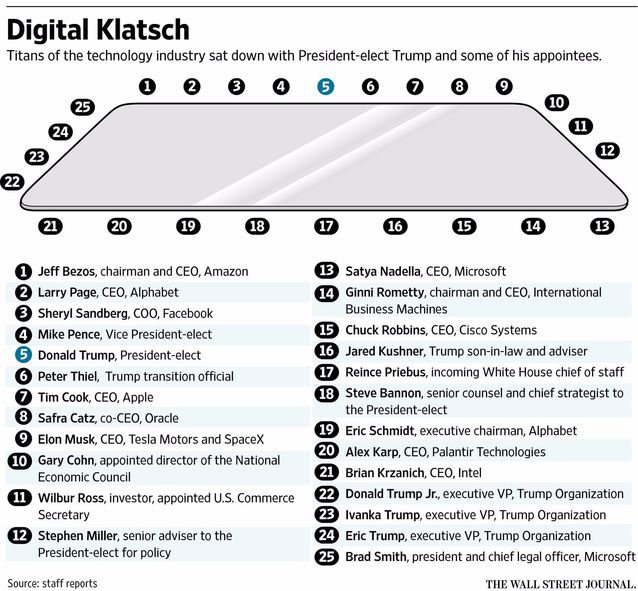 Digital Klatsch
Titans of the technology industry sat down with President-elect Trump and some of his appointees.
1 2 3 4 5 6 7 8 9
25 10
24 11
23 12
22
21 20 19 18 17 16 15 14 13
1 Jeff Bezos, chairman and CEO, Amazon
2 Larry Page, CEO, Alphabet
3 Sheryl Sandberg, COO, Facebook
4 Mike Pence, Vice President-elect
5 Donald Trump, President-elect
6 Peter Thiel, Trump transition official
7 Tim Cook, CEO, Apple
8 Safra Catz, co-CEO, Oracle
9 Elon Musk, CEO, Tesla Motors and SpaceX
10 Gary Cohn, appointed director of the National
Economic Council
11 Wilbur Ross, investor, appointed U.S. Commerce
Secretary
12 Stephen Miller, senior adviser to the
President-elect for policy
13 Satya Nadella, CEO, Microsoft
14 Ginni Rometty, chairman and CEO, International
Business Machines
15 Chuck Robbins, CEO, Cisco Systems
16 Jared Kushner, Trump son-in-law and adviser
17 Reince Priebus, incoming White House chief of staff
18 Steve Bannon, senior counsel and chief strategist to
the President-elect
19 Eric Schmidt, executive chairman, Alphabet
20 Alex Karp, CEO, Palantir Technologies
21 Brian Krzanich, CEO, Intel
22 Donald Trump Jr., executive VP, Trump Organization
23 Ivanka Trump, executive VP, Trump Organization
24 Eric Trump, executive VP, Trump Organization
25 Brad Smith, president and chief legal officer, Microsoft
Source: staff reports
THE WALL STREET JOURNAL.